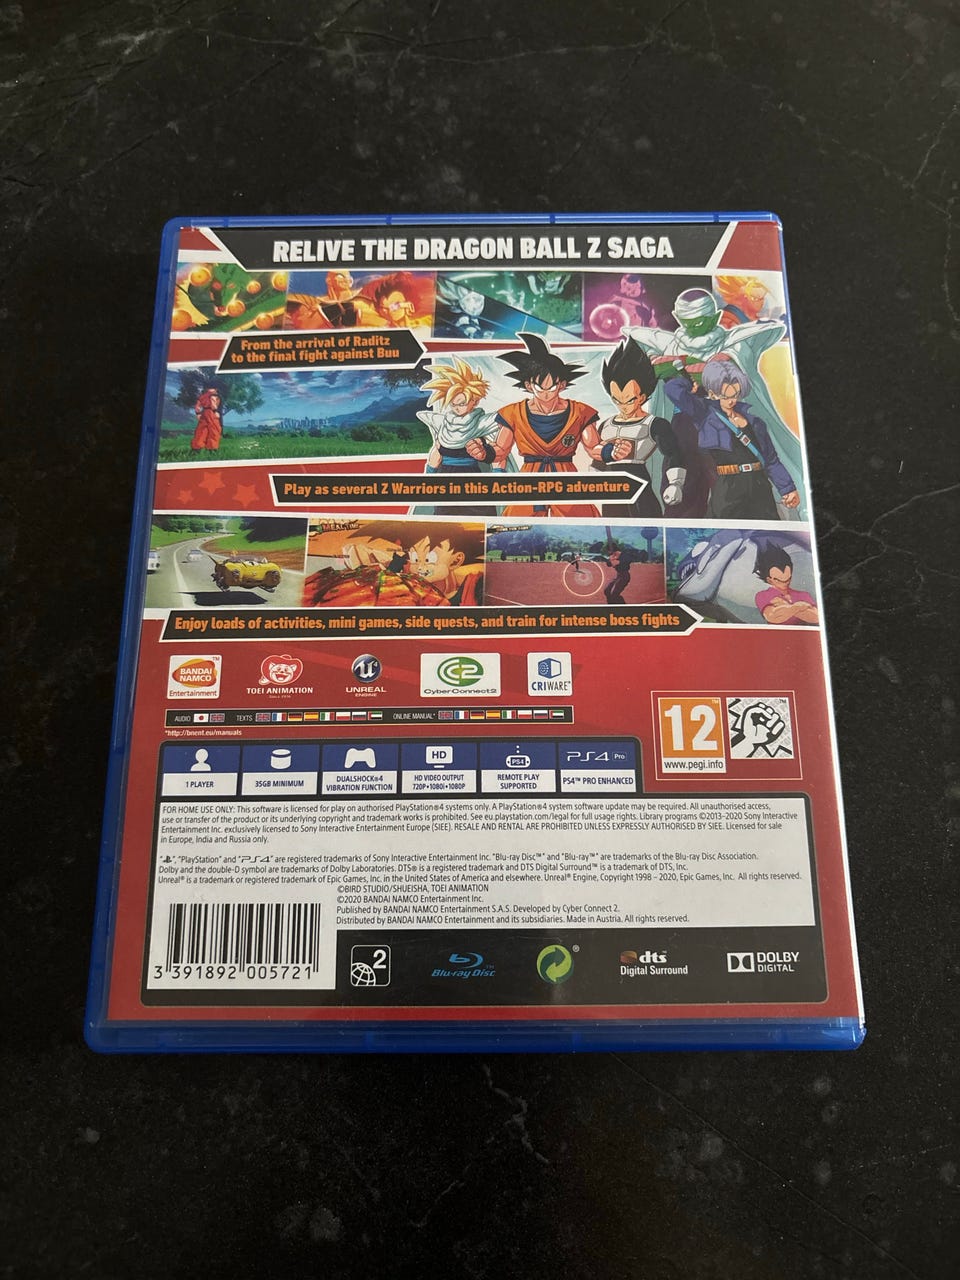 RELIVE THE DRAGON BALL Z SAGA
From the arrival of Raditz
to the final fight against Buu
Play as several Z Warriors in this Action-RPG adventure
Enjoy loads of activities, mini games, side quests, and train for intense boss fights
BANDAI
NAMCO
Entertainment
TM
TOEI ANIMATION
UNREAL
ENGINE
CyberConnect2
CRIWARE™
AUDIO
TEXTS
ONLINE MANUAL*
*http://bnent.eu/manuals
12
www.pegi.info
TM
1 PLAYER
35GB MINIMUM
DUALSHOCK®4
VIBRATION FUNCTION
HD
HD VIDEO OUTPUT
720P•1080i•1080P
PS4
REMOTE PLAY
SUPPORTED
PS4 Pro
PS4™ PRO ENHANCED
FOR HOME USE ONLY: This software is licensed for play on authorised PlayStation®4 systems only. A PlayStation®4 system software update may be required. All unauthorised access,
use or transfer of the product or its underlying copyright and trademark works is prohibited. See eu.playstation.com/legal for full usage rights. Library programs ©2013–2020 Sony Interactive
Entertainment Inc. exclusively licensed to Sony Interactive Entertainment Europe (SIEE). RESALE AND RENTAL ARE PROHIBITED UNLESS EXPRESSLY AUTHORISED BY SIEE. Licensed for sale
in Europe, India and Russia only.
", "PlayStation" and "PS4" are registered trademarks of Sony Interactive Entertainment Inc. "Blu-ray Disc™" and "Blu-ray™" are trademarks of the Blu-ray Disc Association.
Dolby and the double-D symbol are trademarks of Dolby Laboratories. DTS® is a registered trademark and DTS Digital Surround™ is a trademark of DTS, Inc.
Unreal® is a trademark or registered trademark of Epic Games, Inc. in the United States of America and elsewhere. Unreal® Engine, Copyright 1998 – 2020, Epic Games, Inc. All rights reserved.
©BIRD STUDIO/SHUEISHA, TOEI ANIMATION
©2020 BANDAI NAMCO Entertainment Inc.
Published by BANDAI NAMCO Entertainment S.A.S. Developed by Cyber Connect 2.
Distributed by BANDAI NAMCO Entertainment and its subsidiaries. Made in Austria. All rights reserved.
3 391892 005721
2
Blu-ray Disc™
®
dts
Digital Surround
DOLBY
DIGITAL